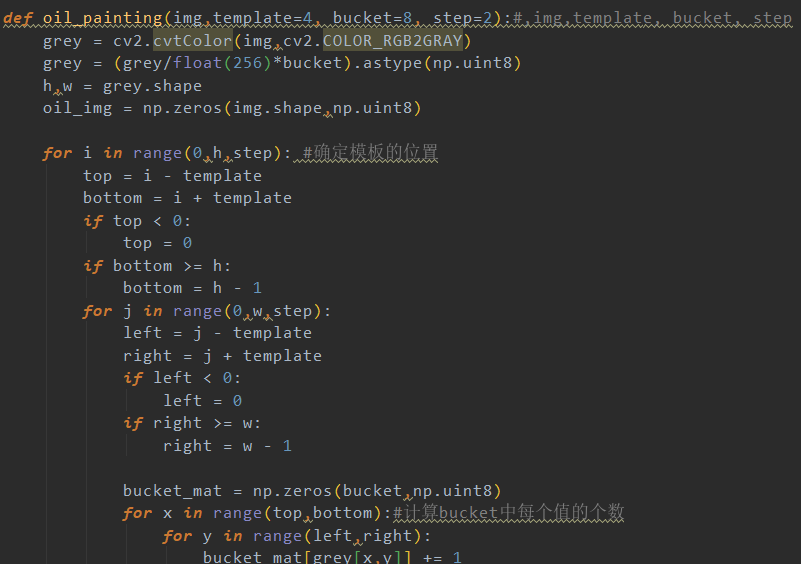 def oil_painting(img,template=4, bucket=8, step=2):#,img,template, bucket, step
    grey = cv2.cvtColor(img,cv2.COLOR_RGB2GRAY)
    grey = (grey/float(256)*bucket).astype(np.uint8)
    h,w = grey.shape
    oil_img = np.zeros(img.shape,np.uint8)

    for i in range(0,h,step): #确定模板的位置
        top = i - template
        bottom = i + template
        if top < 0:
            top = 0
        if bottom >= h:
            bottom = h - 1
        for j in range(0,w,step):
            left = j - template
            right = j + template
            if left < 0:
                left = 0
            if right >= w:
                right = w - 1

            bucket_mat = np.zeros(bucket,np.uint8)
            for x in range(top,bottom):#计算bucket中每个值的个数
                for y in range(left,right):
                    bucket_mat[grey[x,y]] += 1